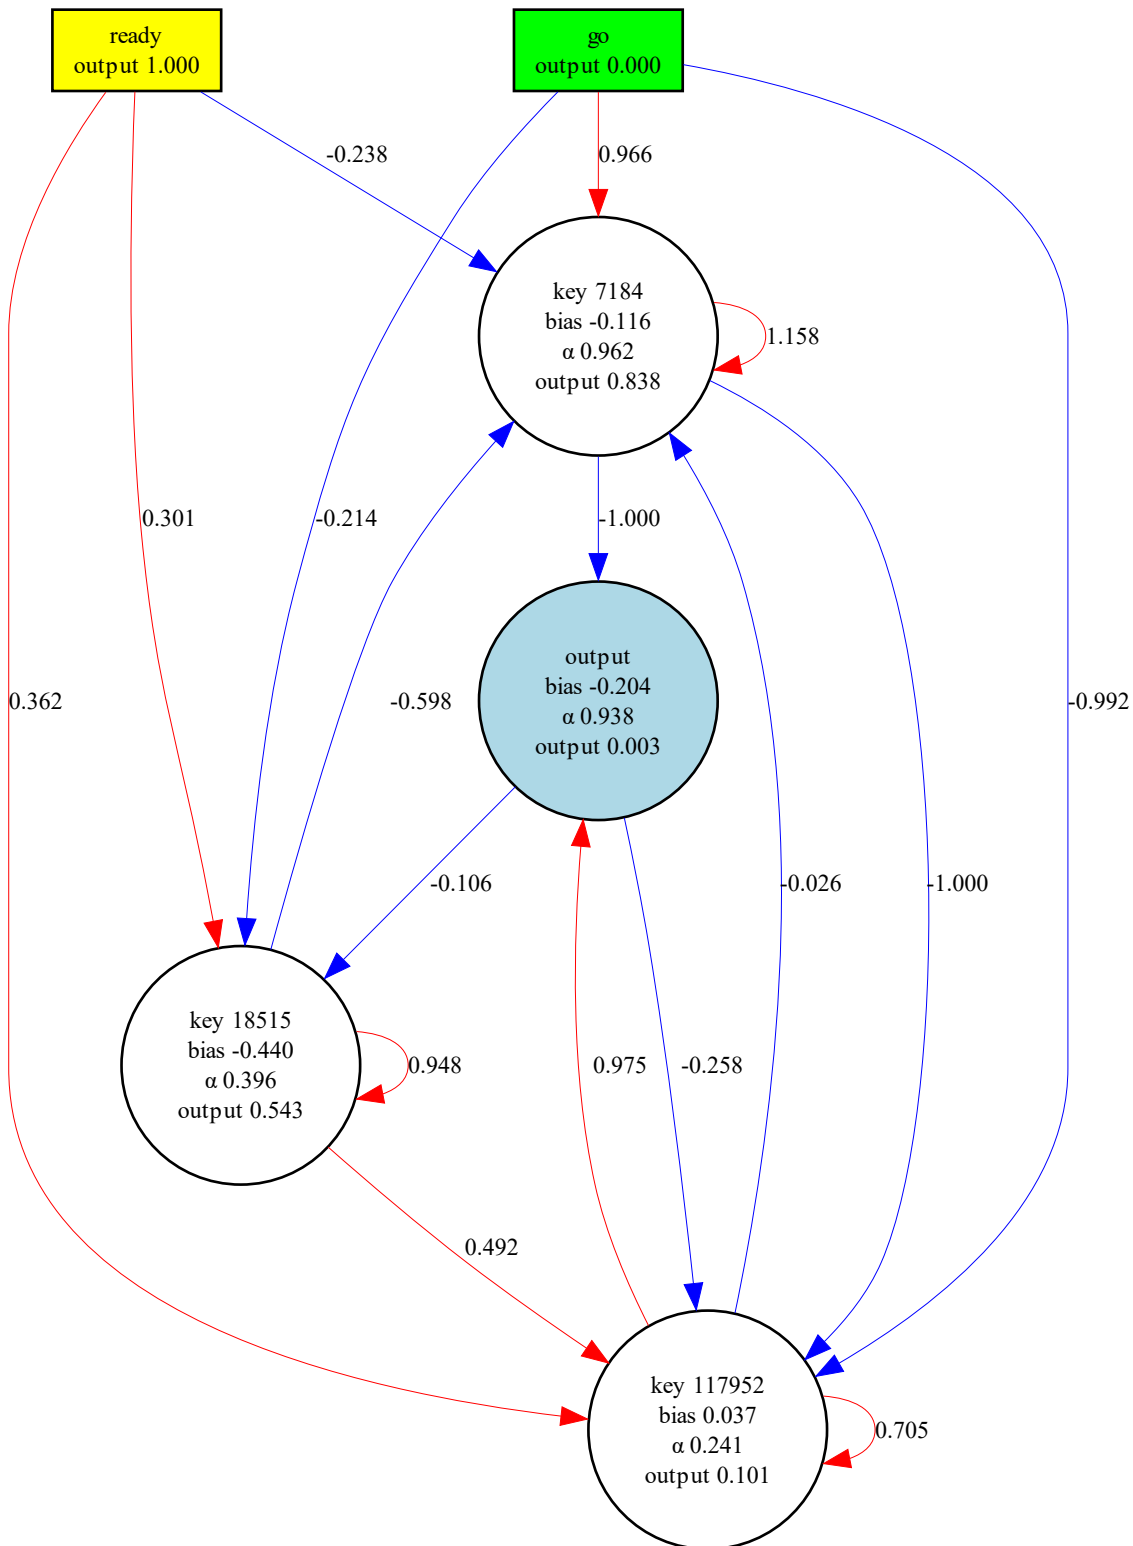 ready
output 1.000
go
output 0.000
-0.238
0.966
key 7184
bias -0.116
α 0.962
output 0.838
1.158
0.301
-0.214
-1.000
output
bias -0.204
α 0.938
output 0.003
0.362
-0.598
-0.992
-0.106
-0.026
-1.000
key 18515
bias -0.440
α 0.396
output 0.543
0.948
0.975
-0.258
0.492
key 117952
bias 0.037
α 0.241
output 0.101
0.705